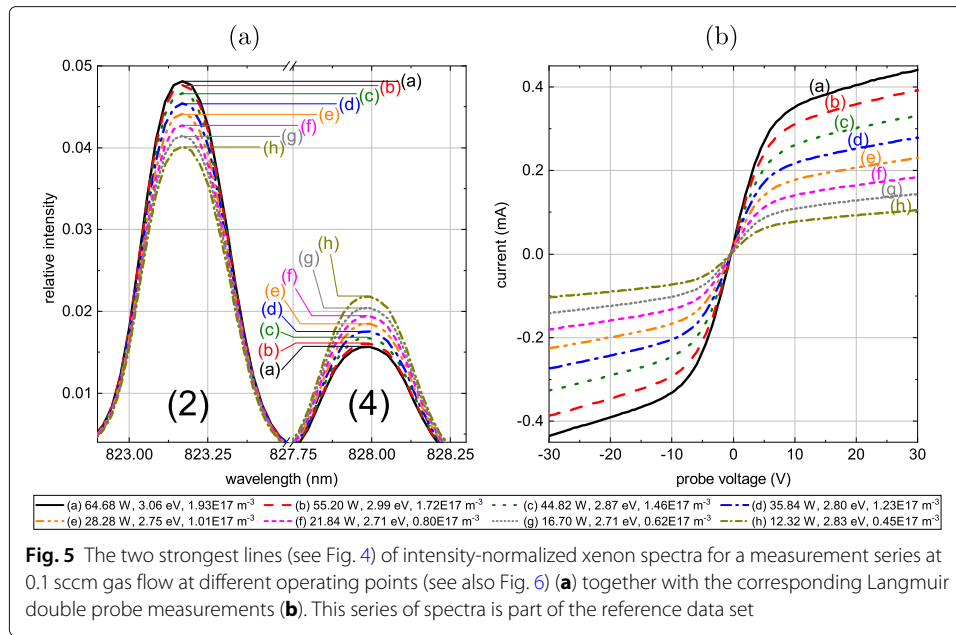 (a)
0.05
0.04
0.03
0.02
0.01
relative intensity
(a)
(b)
(c)
(d)
(e)
(f)
(g)
(h)
(h)
(g)
(f)
(e)
(d)
(c)
(b)
(a)
(2)
(4)
823.00 823.25 827.75 828.00 828.25
wavelength (nm)
(b)
0.4
0.2
0.0
-0.2
-0.4
current (mA)
(a)
(b)
(c)
(d)
(e)
(f)
(g)
(h)
-30 -20 -10 0 10 20 30
probe voltage (V)
(a) 64.68 W, 3.06 eV, 1.93E17 m⁻³ (b) 55.20 W, 2.99 eV, 1.72E17 m⁻³ (c) 44.82 W, 2.87 eV, 1.46E17 m⁻³ (d) 35.84 W, 2.80 eV, 1.23E17 m⁻³
(e) 28.28 W, 2.75 eV, 1.01E17 m⁻³ (f) 21.84 W, 2.71 eV, 0.80E17 m⁻³ (g) 16.70 W, 2.71 eV, 0.62E17 m⁻³ (h) 12.32 W, 2.83 eV, 0.45E17 m⁻³
Fig. 5 The two strongest lines (see Fig. 4) of intensity-normalized xenon spectra for a measurement series at
0.1 sccm gas flow at different operating points (see also Fig. 6) (a) together with the corresponding Langmuir
double probe measurements (b). This series of spectra is part of the reference data set